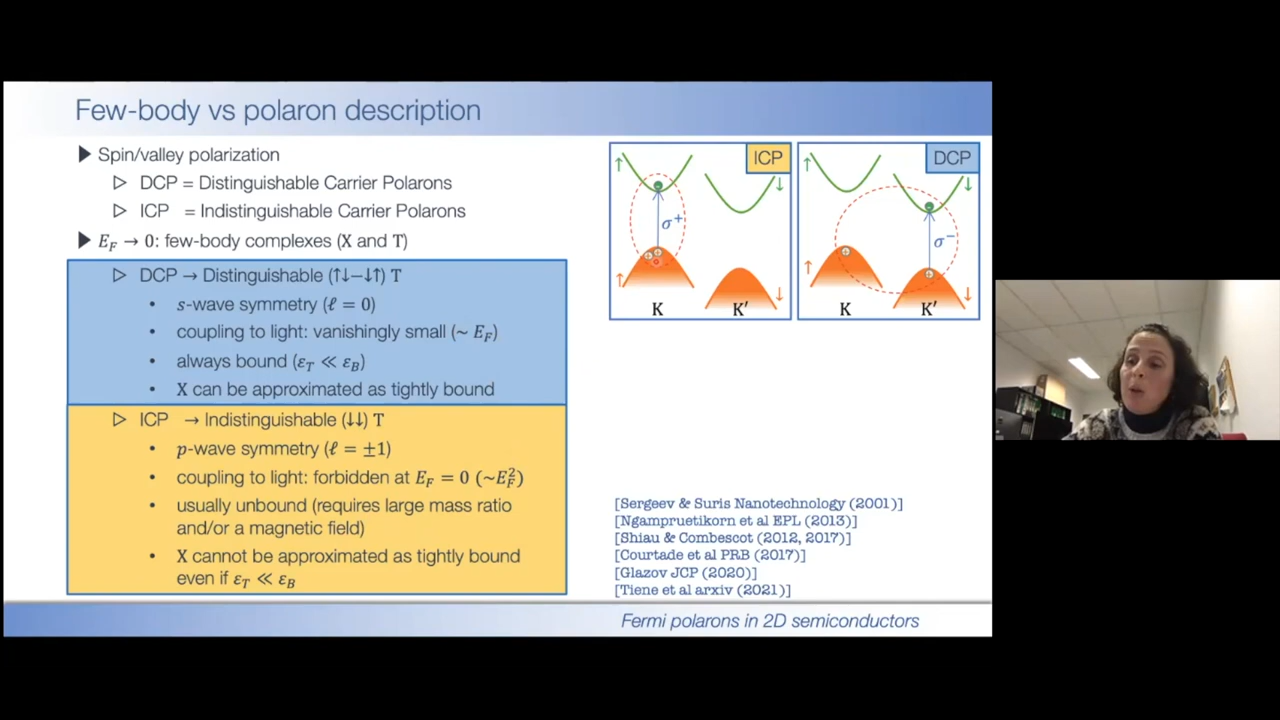 Few-body vs polaron description
Spin/valley polarization
DCP = Distinguishable Carrier Polarons
ICP = Indistinguishable Carrier Polarons
E_F → 0: few-body complexes (X and T)
DCP → Distinguishable (↑↓−↓↑) T
• s-wave symmetry (ℓ = 0)
• coupling to light: vanishingly small (~ E_F)
• always bound (ε_T ≪ ε_B)
• X can be approximated as tightly bound
ICP → Indistinguishable (↓↓) T
• p-wave symmetry (ℓ = ±1)
• coupling to light: forbidden at E_F = 0 (~E_F^2)
• usually unbound (requires large mass ratio
and/or a magnetic field)
• X cannot be approximated as tightly bound
even if ε_T ≪ ε_B
ICP
σ+
K
K′
DCP
σ−
K
K′
[Sergeev & Suris Nanotechnology (2001)]
[Ngampruetikorn et al EPL (2013)]
[Shiau & Combescot (2012, 2017)]
[Courtade et al PRB (2017)]
[Glazov JCP (2020)]
[Tiene et al arxiv (2021)]
Fermi polarons in 2D semiconductors